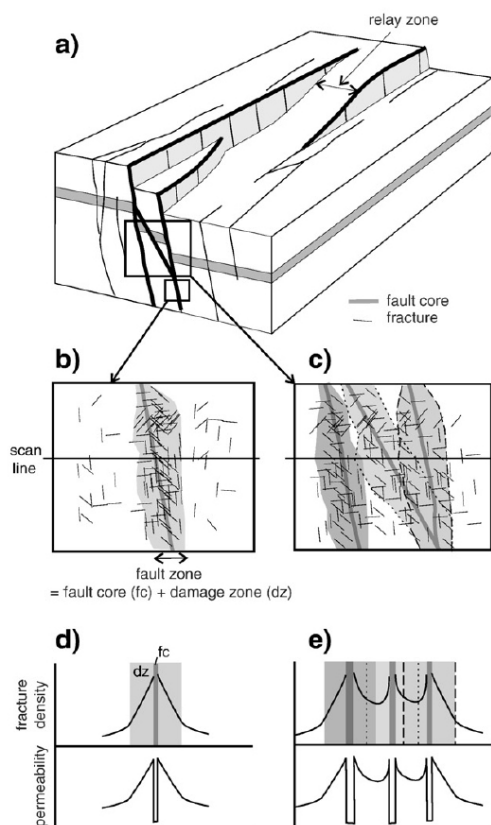 relay zone
a)
fault core
fracture
b)
c)
scan
line
fault zone
= fault core (fc) + damage zone (dz)
d)
e)
fc
dz
fracture
density
permeability